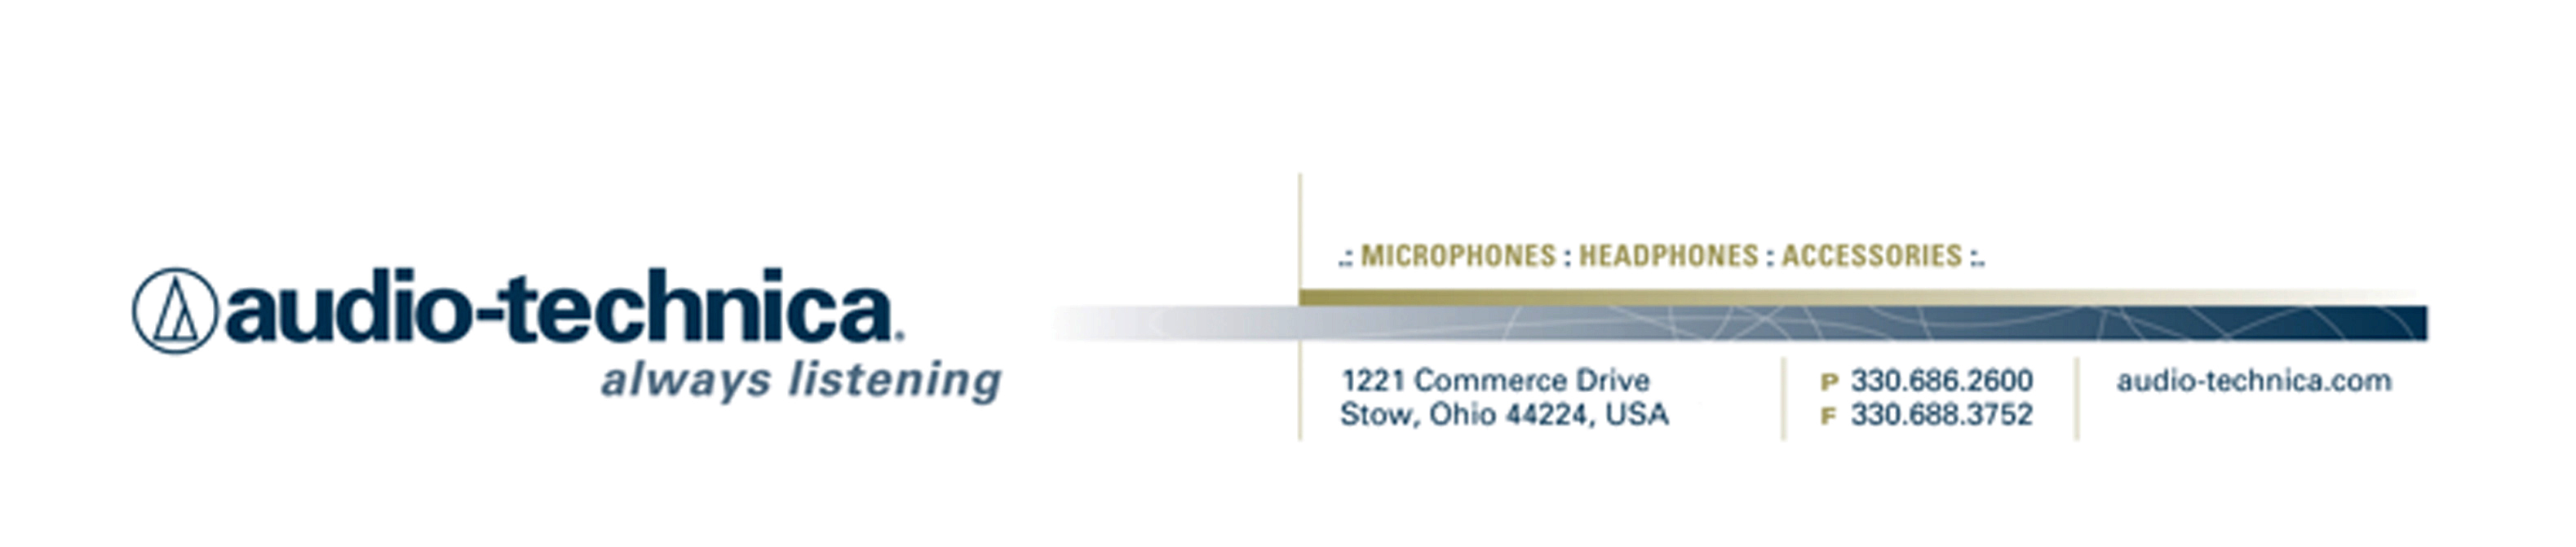 audio-technica.
always listening
.: MICROPHONES : HEADPHONES : ACCESSORIES :.
1221 Commerce Drive
Stow, Ohio 44224, USA
P 330.686.2600
F 330.688.3752
audio-technica.com